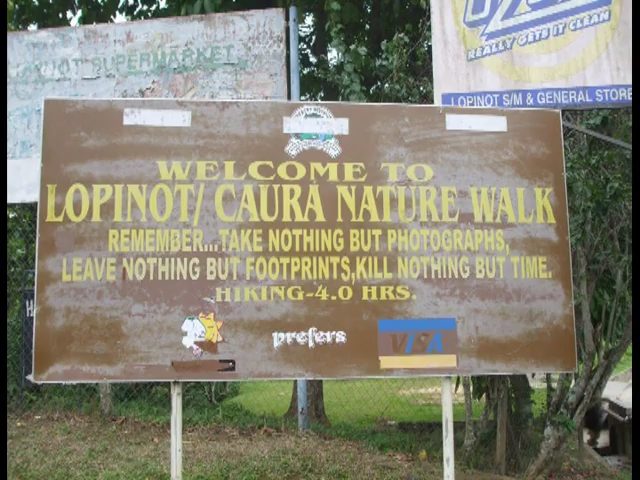 SUPERMARKET
REALLY GETS IT CLEAN
LOPINOT S/M & GENERAL STORE
WELCOME TO
LOPINOT/ CAURA NATURE WALK
REMEMBER...TAKE NOTHING BUT PHOTOGRAPHS,
LEAVE NOTHING BUT FOOTPRINTS,KILL NOTHING BUT TIME.
HIKING-4.0 HRS.
prefers
VISA